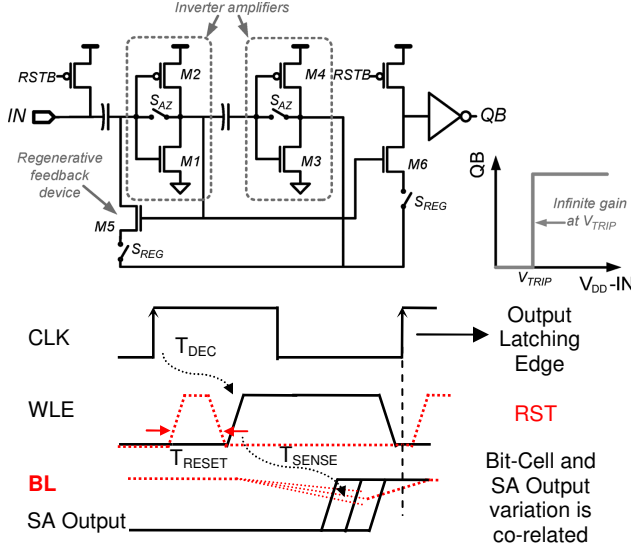 Inverter amplifiers
RSTB
M2
M4
RSTB
IN
S_AZ
S_AZ
QB
M1
M3
M6
Regenerative
feedback
device
M5
S_REG
S_REG
QB
Infinite gain
at V_TRIP
V_TRIP
V_DD-IN
CLK
T_DEC
Output
Latching
Edge
WLE
RST
T_RESET
T_SENSE
BL
SA Output
Bit-Cell and
SA Output
variation is
co-related